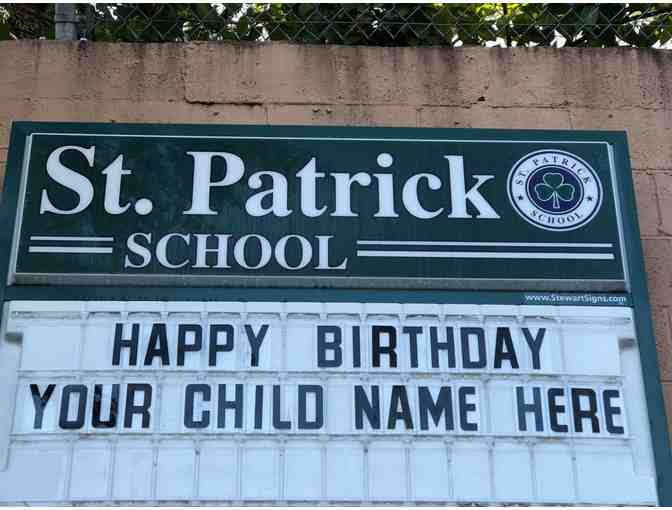 St. Patrick
SCHOOL
ST. PATRICK
SCHOOL
www.StewartSigns.com
HAPPY BIRTHDAY
YOUR CHILD NAME HERE